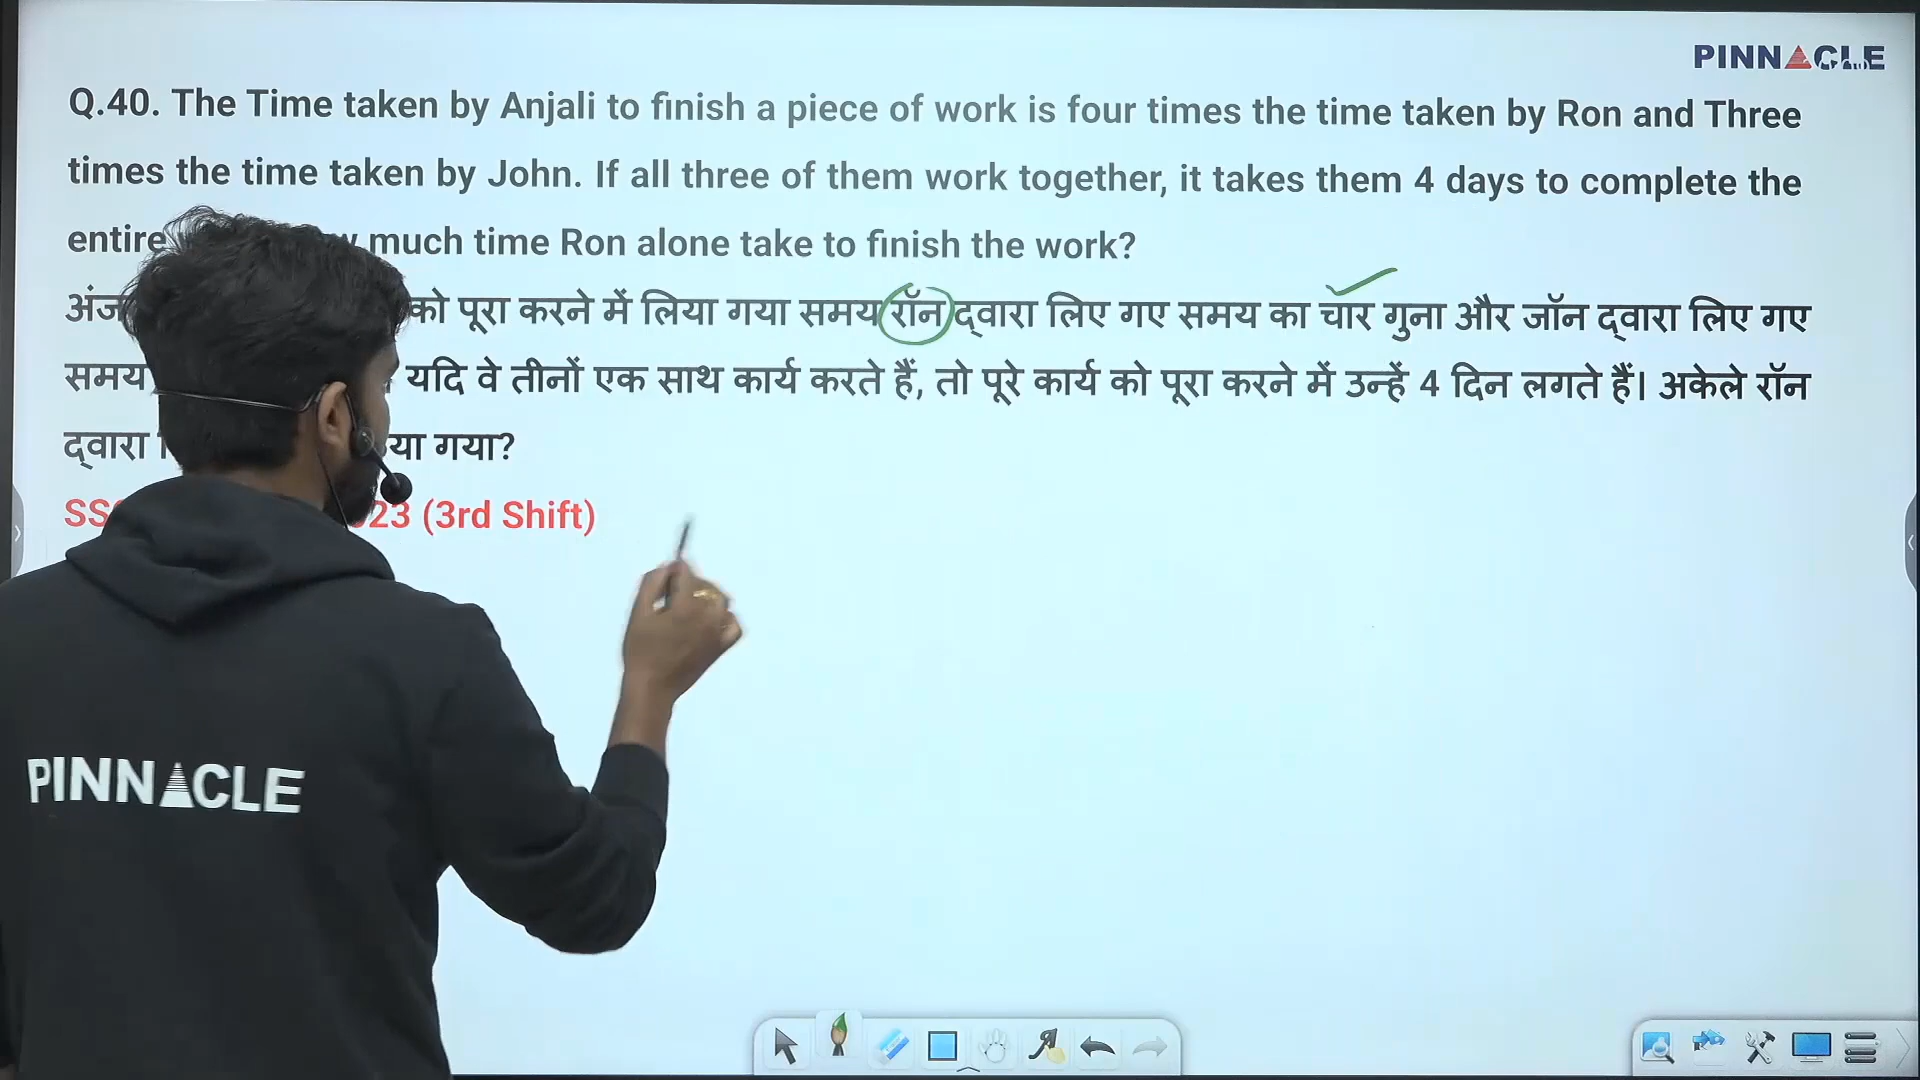 PINNACLE
Q.40. The Time taken by Anjali to finish a piece of work is four times the time taken by Ron and Three
times the time taken by John. If all three of them work together, it takes them 4 days to complete the
entire much time Ron alone take to finish the work?
को पूरा करने में लिया गया समय रॉन द्वारा लिए गए समय का चार गुना और जॉन द्वारा लिए गए
समय यदि वे तीनों एक साथ कार्य करते हैं, तो पूरे कार्य को पूरा करने में उन्हें 4 दिन लगते हैं। अकेले रॉन
द्वारा गया?
(3rd Shift)
PINNACLE